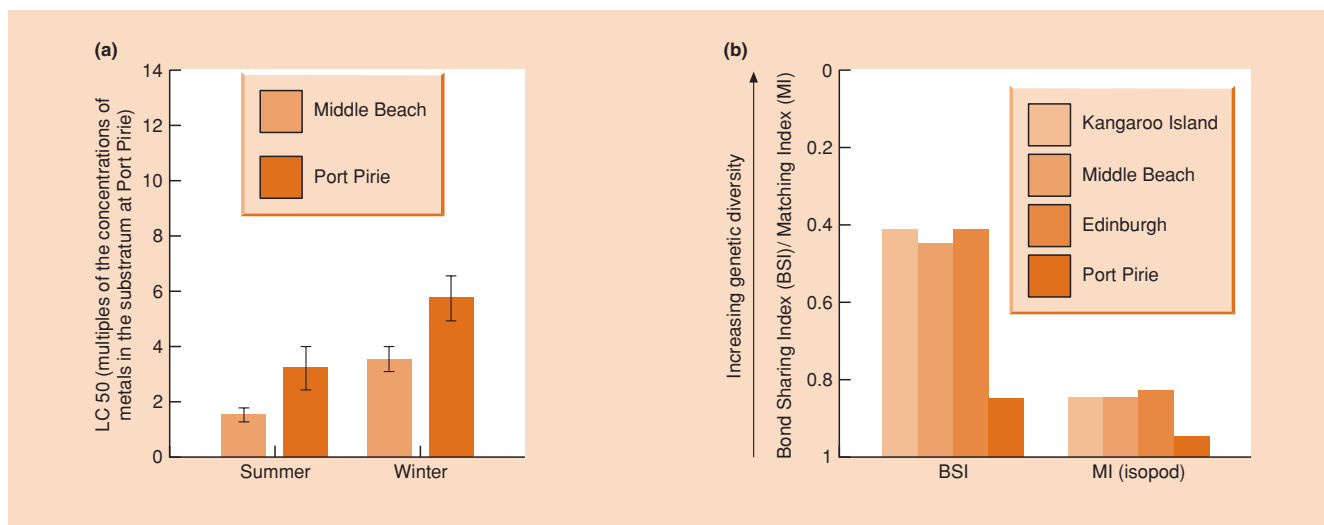 (a)
LC 50 (multiples of the concentrations of
metals in the substratum at Port Pirie)
14
12
10
8
6
4
2
0
Middle Beach
Port Pirie
Summer
Winter
(b)
Increasing genetic diversity
Bond Sharing Index (BSI)/ Matching Index (MI)
0
0.2
0.4
0.6
0.8
1
Kangaroo Island
Middle Beach
Edinburgh
Port Pirie
BSI
MI (isopod)